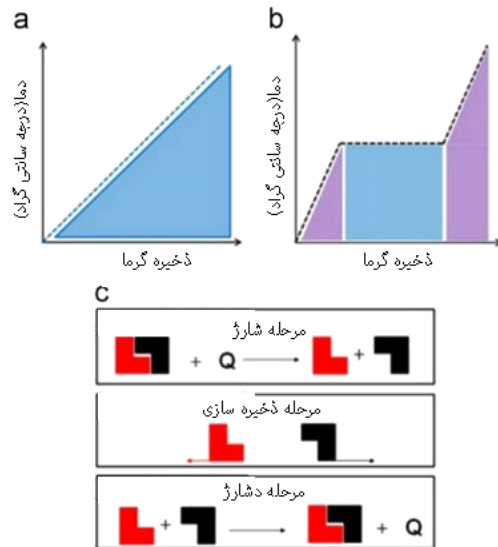 a
دما(درجه سانتی گراد)
ذخیره گرما
b
دما(درجه سانتی گراد)
ذخیره گرما
c
مرحله شارژ
+ Q +
مرحله ذخیره سازی
مرحله دشارژ
+ + Q